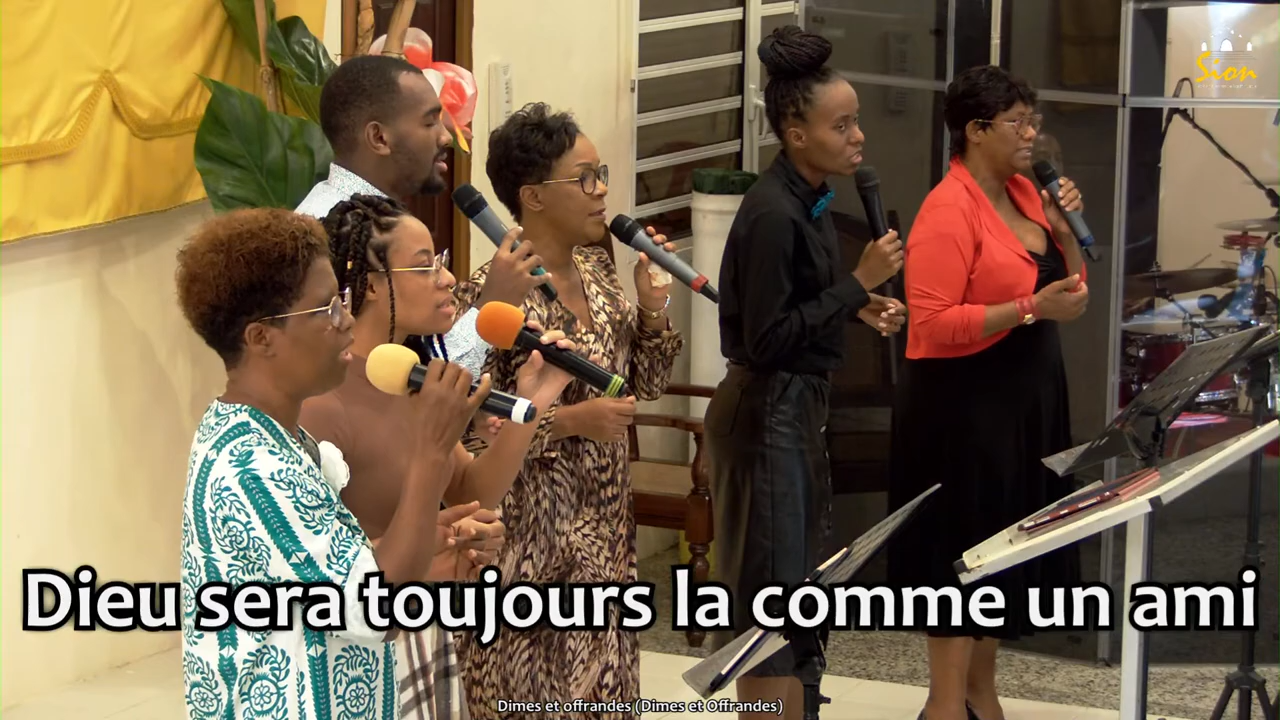 Sion
Dieu sera toujours la comme un ami
Dimes et offrandes (Dimes et Offrandes)